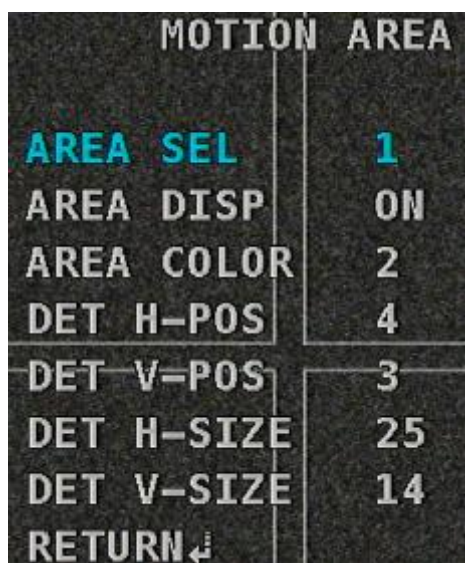 MOTION AREA
AREA SEL 1
AREA DISP ON
AREA COLOR 2
DET H-POS 4
DET V-POS 3
DET H-SIZE 25
DET V-SIZE 14
RETURN↲